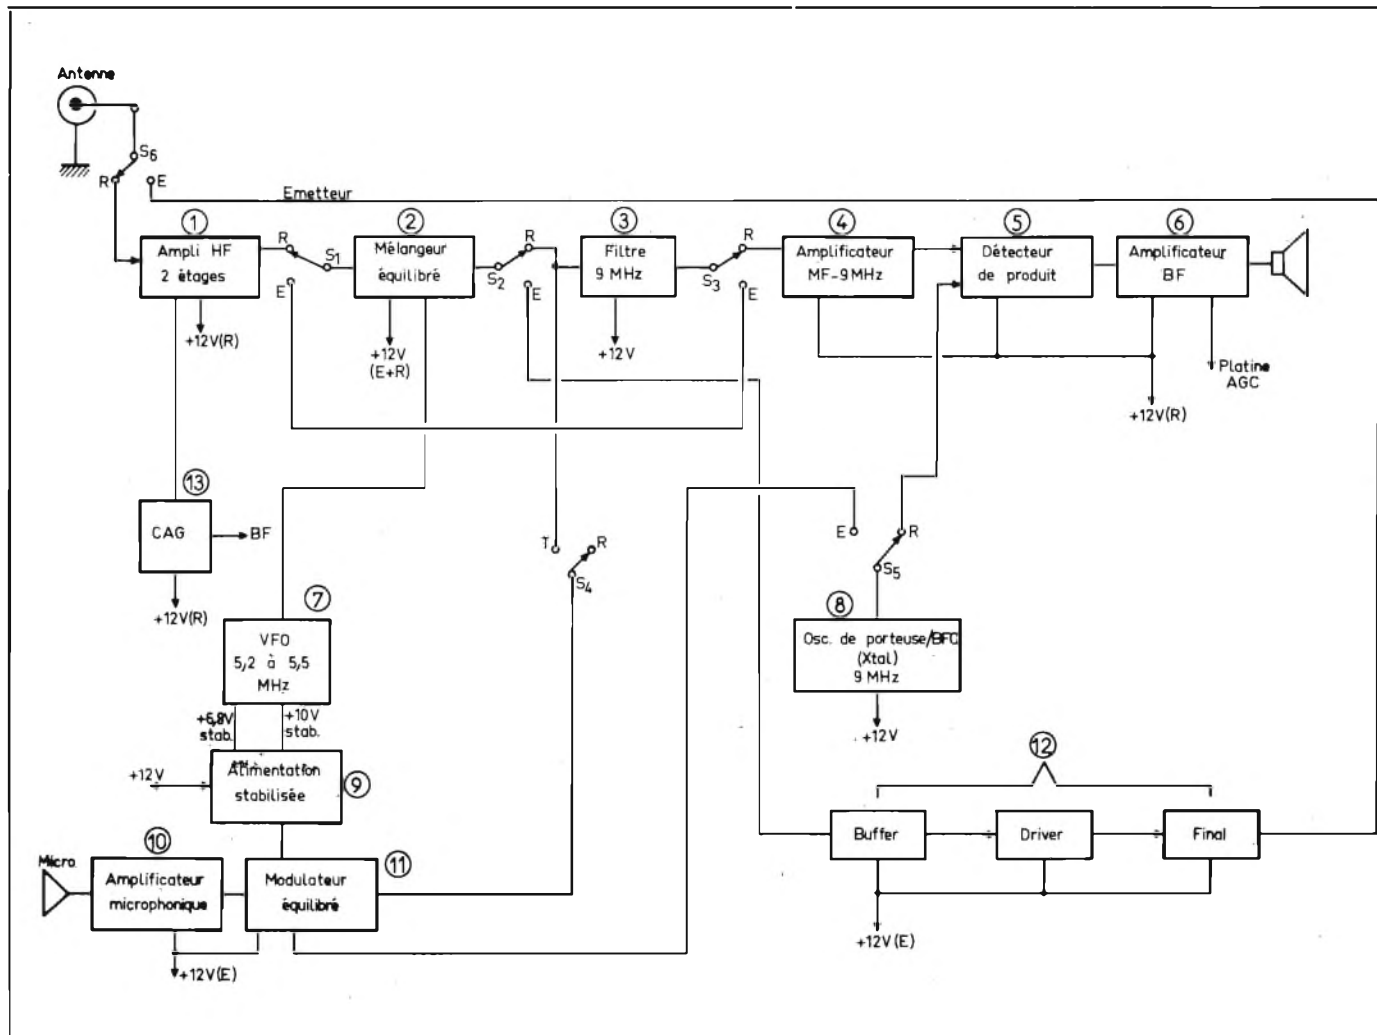 Antenne
S6
R
E
Emetteur
1
Ampli HF
2 étages
+12V(R)
R
S1
E
2
Mélangeur
équilibré
+12V
(E+R)
S2
R
E
3
Filtre
9 MHz
+12V
S3
R
E
4
Amplificateur
MF-9MHz
5
Détecteur
de produit
6
Amplificateur
BF
Platine
AGC
+12V(R)
13
CAG
BF
+12V(R)
T
R
S4
E
R
S5
7
VFO
5,2 à 5,5
MHz
8
Osc. de porteuse/BFO
(Xtal)
9 MHz
+12V
+6,8V
stab.
+10V
stab.
+12V
Alimentation
stabilisée
9
12
Buffer
Driver
Final
+12V(E)
Micro
10
Amplificateur
microphonique
11
Modulateur
équilibré
+12V(E)